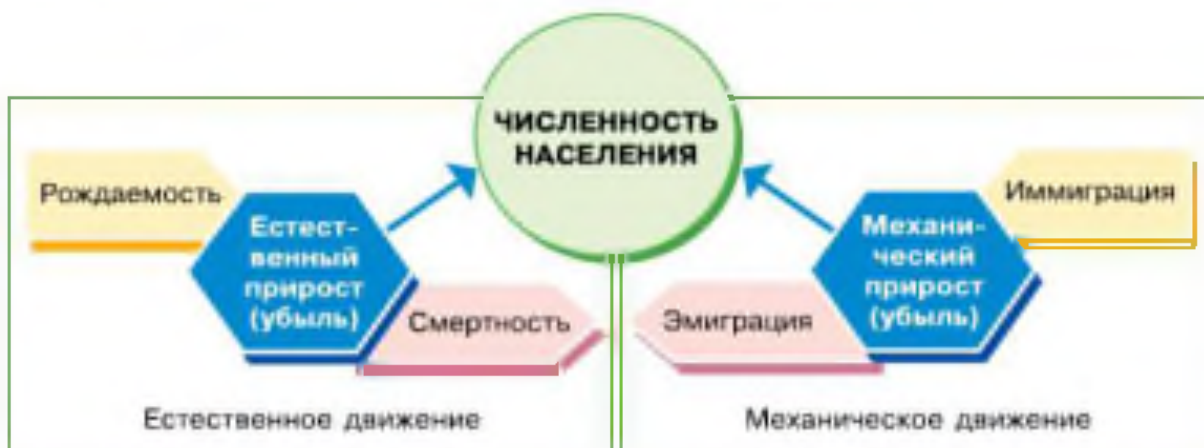 ЧИСЛЕННОСТЬ
НАСЕЛЕНИЯ
Рождаемость
Естест-
венный
прирост
(убыль)
Смертность
Естественное движение
Иммиграция
Механи-
ческий
прирост
(убыль)
Эмиграция
Механическое движение